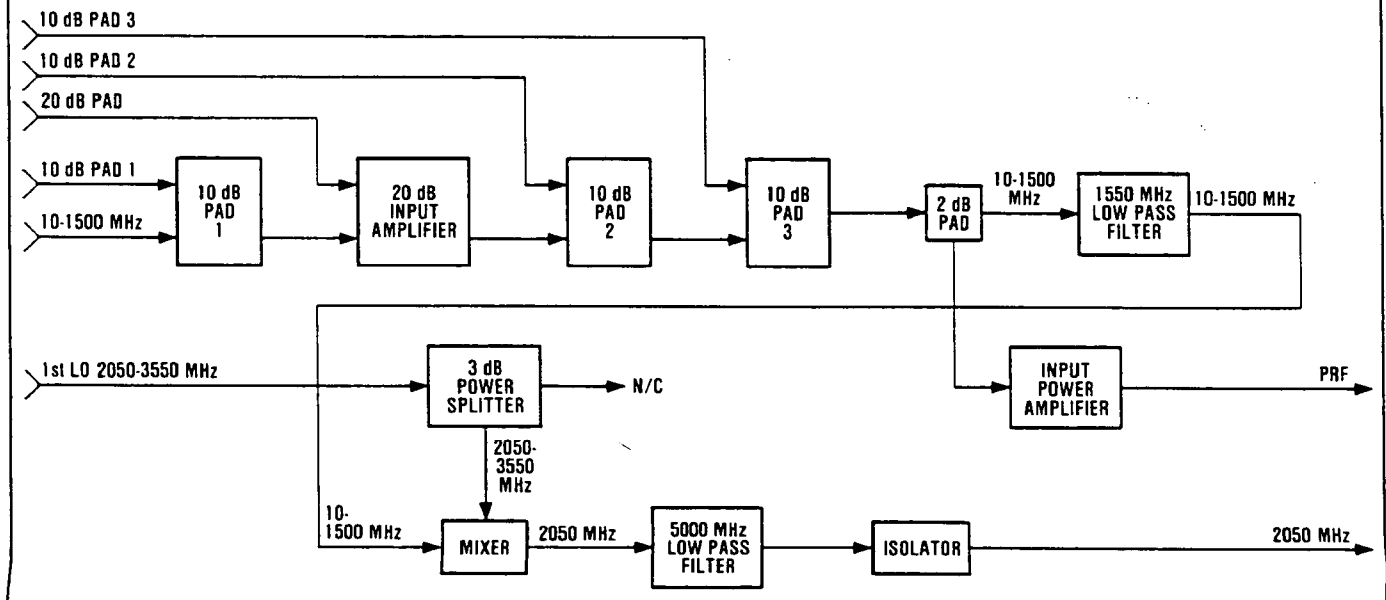 10 dB PAD 3
10 dB PAD 2
20 dB PAD
10 dB PAD 1
10-1500 MHz
10 dB
PAD
1
20 dB
INPUT
AMPLIFIER
10 dB
PAD
2
10 dB
PAD
3
2 dB
PAD
10-1500
MHz
1550 MHz
LOW PASS
FILTER
10-1500 MHz
1st LO 2050-3550 MHz
3 dB
POWER
SPLITTER
N/C
INPUT
POWER
AMPLIFIER
PRF
2050-
3550
MHz
10-
1500 MHz
MIXER
2050 MHz
5000 MHz
LOW PASS
FILTER
ISOLATOR
2050 MHz